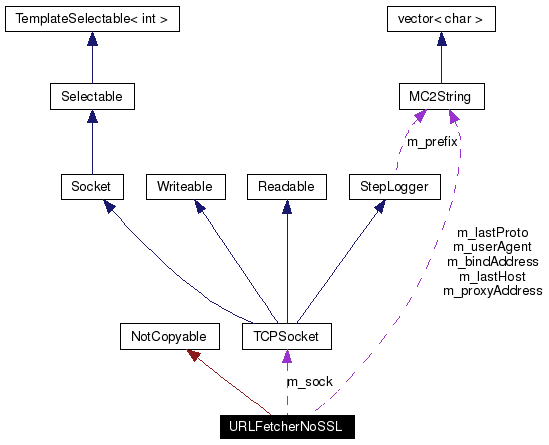 TemplateSelectable< int >
vector< char >
Selectable
MC2String
m_prefix
Socket
Writeable
Readable
StepLogger
m_lastProto
m_userAgent
m_bindAddress
m_lastHost
m_proxyAddress
NotCopyable
TCPSocket
m_sock
URLFetcherNoSSL